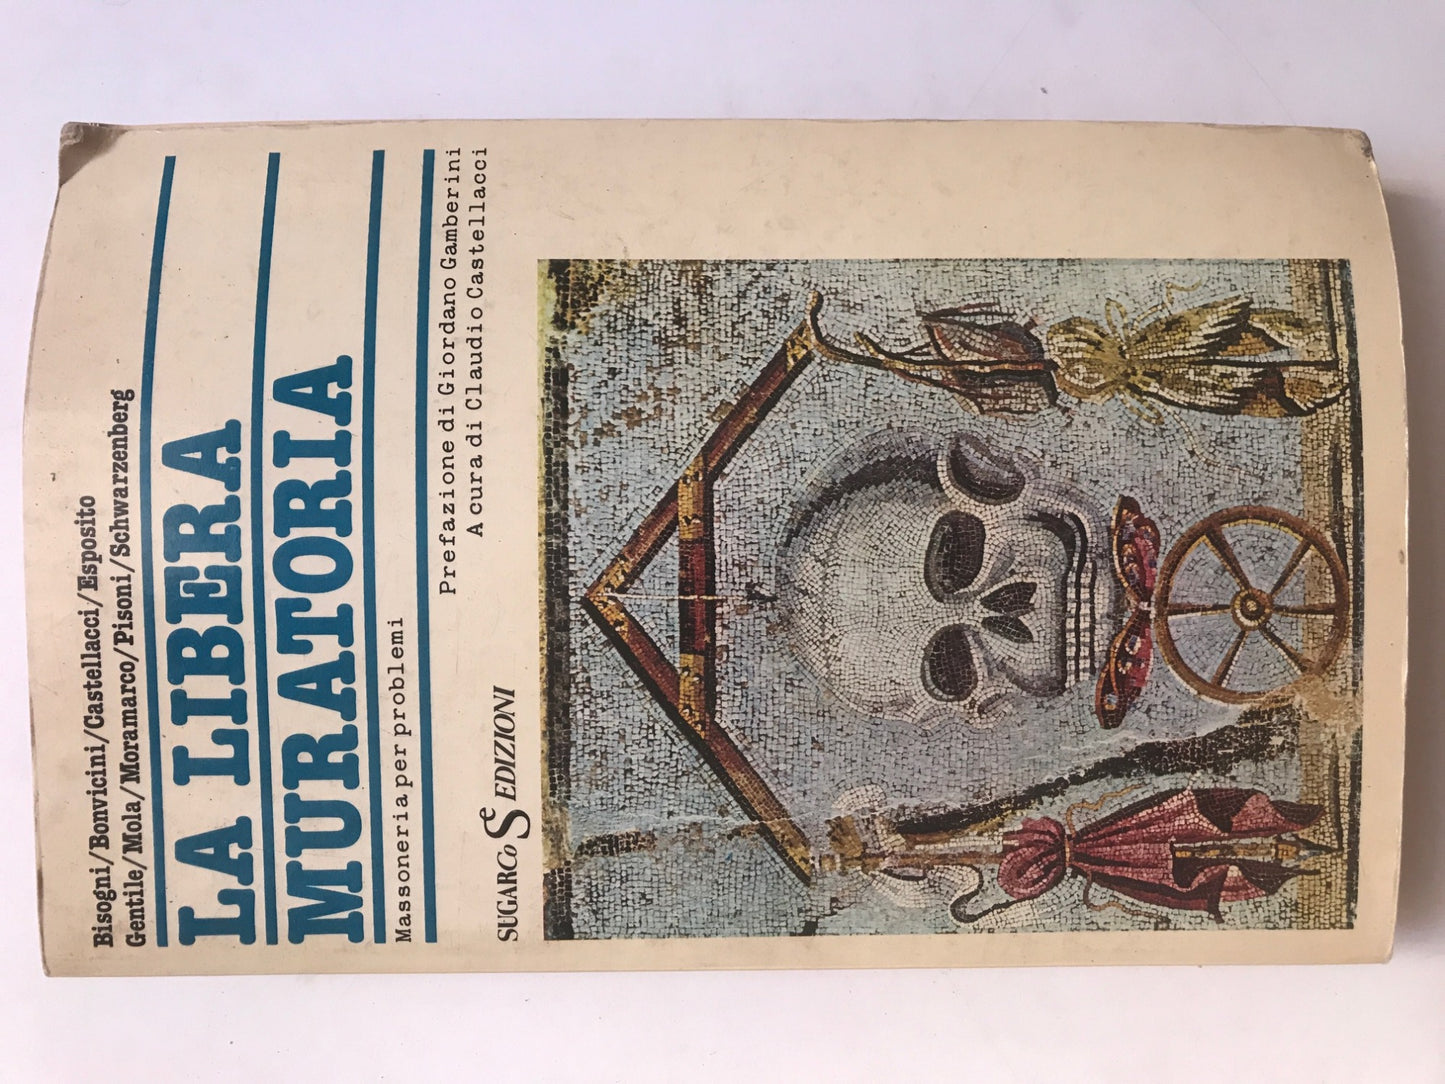 Bisogni/Bonvicini/Castellacci/Esposito
Gentile/Mola/Moramarco/Pisoni/Schwarzenberg
LA LIBERA
MURATORIA
Massoneria per problemi
Prefazione di Giordano Gamberini
A cura di Claudio Castellacci
SUGARCo EDIZIONI